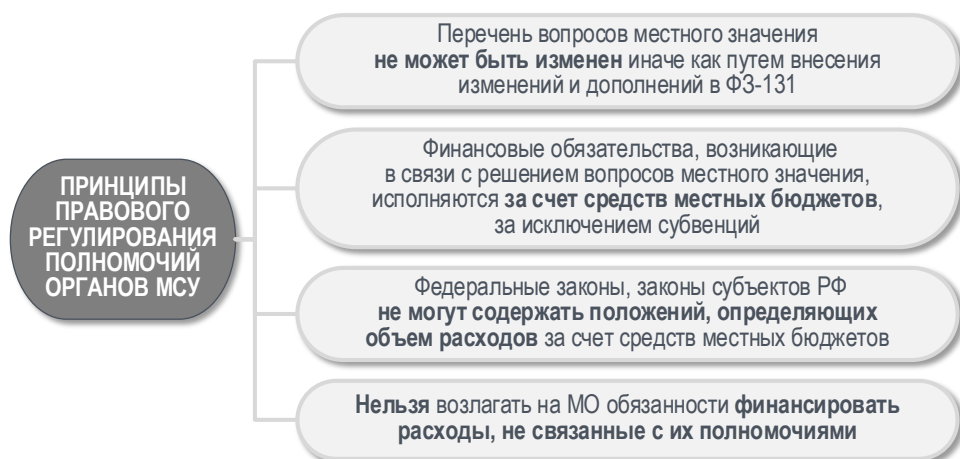 ПРИНЦИПЫ
ПРАВОВОГО
РЕГУЛИРОВАНИЯ
ПОЛНОМОЧИЙ
ОРГАНОВ МСУ
Перечень вопросов местного значения
не может быть изменен иначе как путем внесения
изменений и дополнений в ФЗ-131
Финансовые обязательства, возникающие
в связи с решением вопросов местного значения,
исполняются за счет средств местных бюджетов,
за исключением субвенций
Федеральные законы, законы субъектов РФ
не могут содержать положений, определяющих
объем расходов за счет средств местных бюджетов
Нельзя возлагать на МО обязанности финансировать
расходы, не связанные с их полномочиями